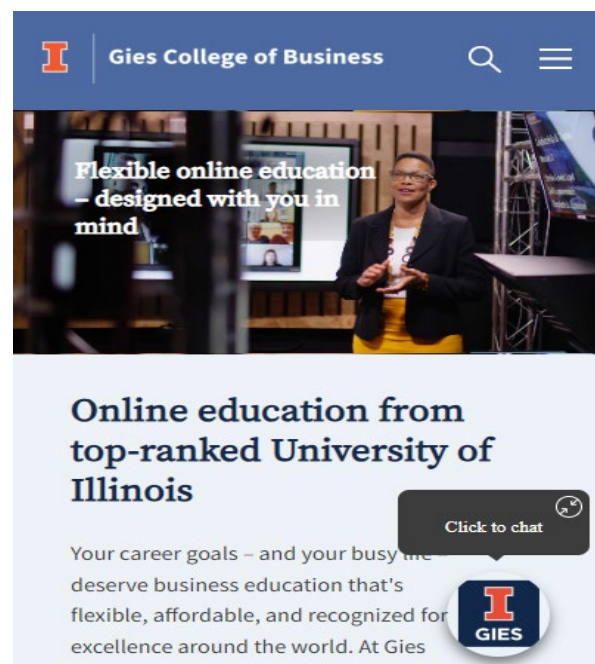 I
Gies College of Business
Flexible online education
– designed with you in
mind
Online education from
top-ranked University of
Illinois
Click to chat
Your career goals – and your busy life –
deserve business education that's
flexible, affordable, and recognized for
excellence around the world. At Gies
I
GIES